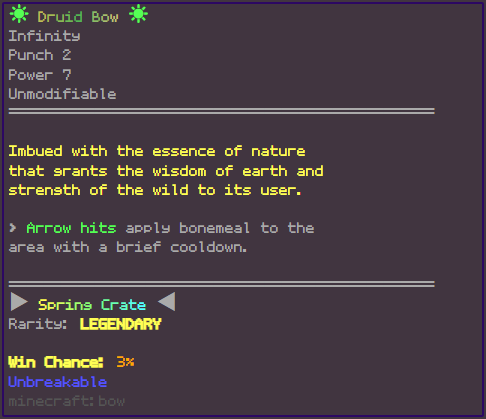 ☀ Druid Bow ☀
Infinity
Punch 2
Power 7
Unmodifiable
Imbued with the essence of nature
that grants the wisdom of earth and
strength of the wild to its user.
> Arrow hits apply bonemeal to the
area with a brief cooldown.
▶ Spring Crate ◀
Rarity: LEGENDARY
Win Chance: 3%
Unbreakable
minecraft:bow